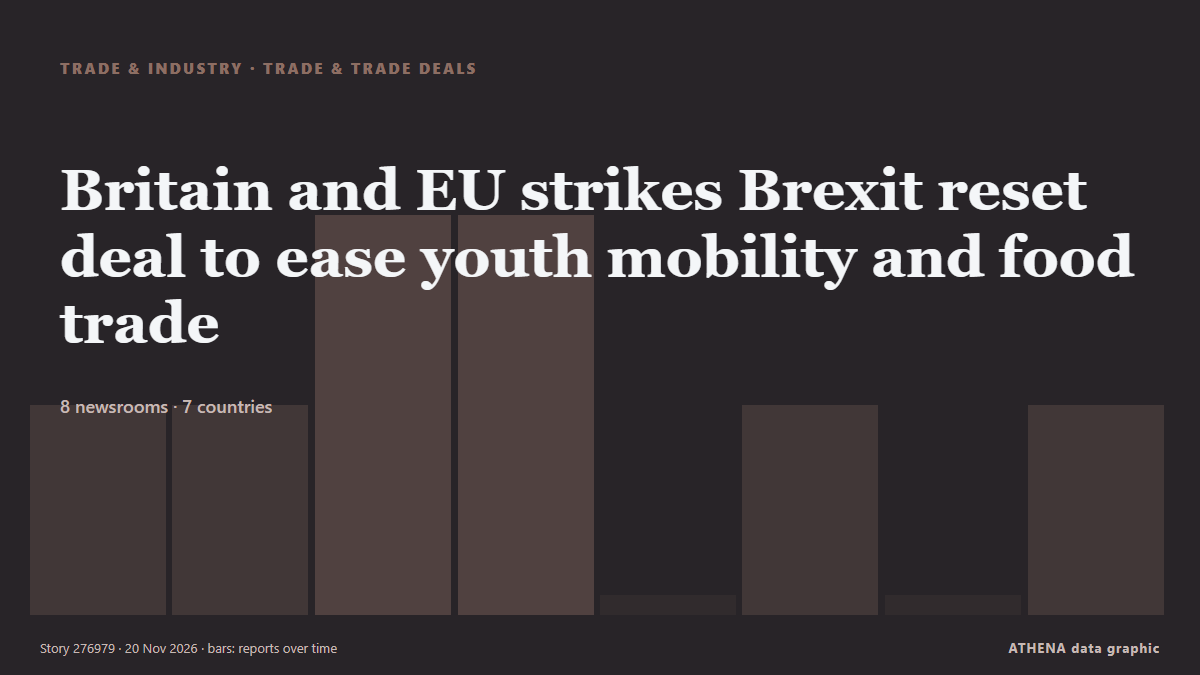 TRADE & INDUSTRY · TRADE & TRADE DEALS
Britain and EU strikes Brexit reset
deal to ease youth mobility and food
trade
8 newsrooms · 7 countries
Story 276979 · 20 Nov 2026 · bars: reports over time
ATHENA data graphic